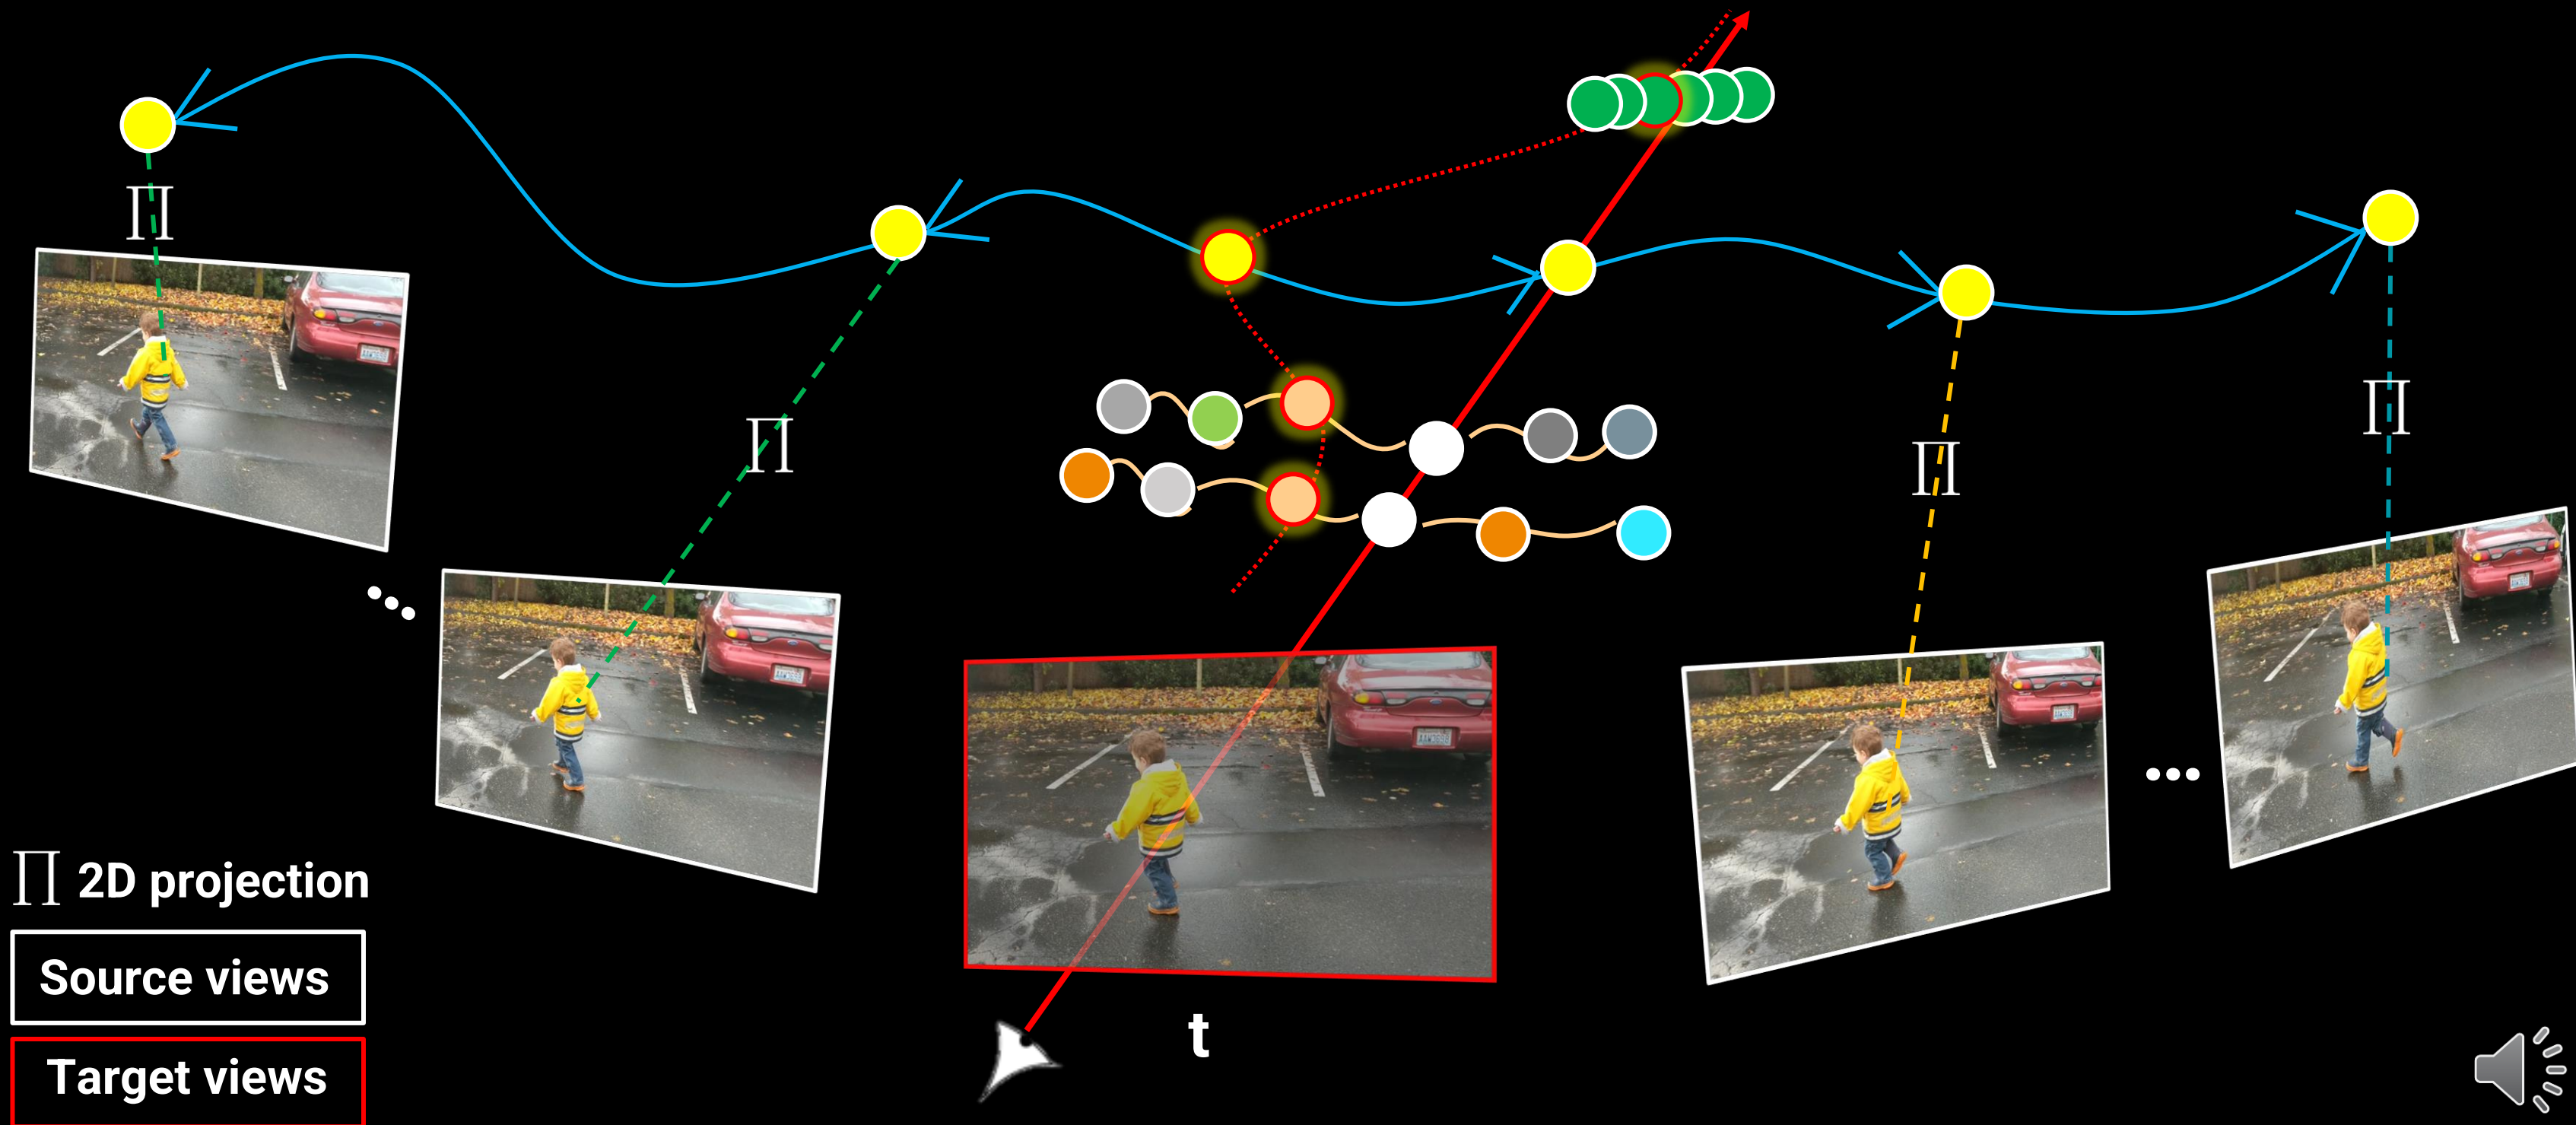 ∏
∏
∏
∏
∏ 2D projection
Source views
Target views
t